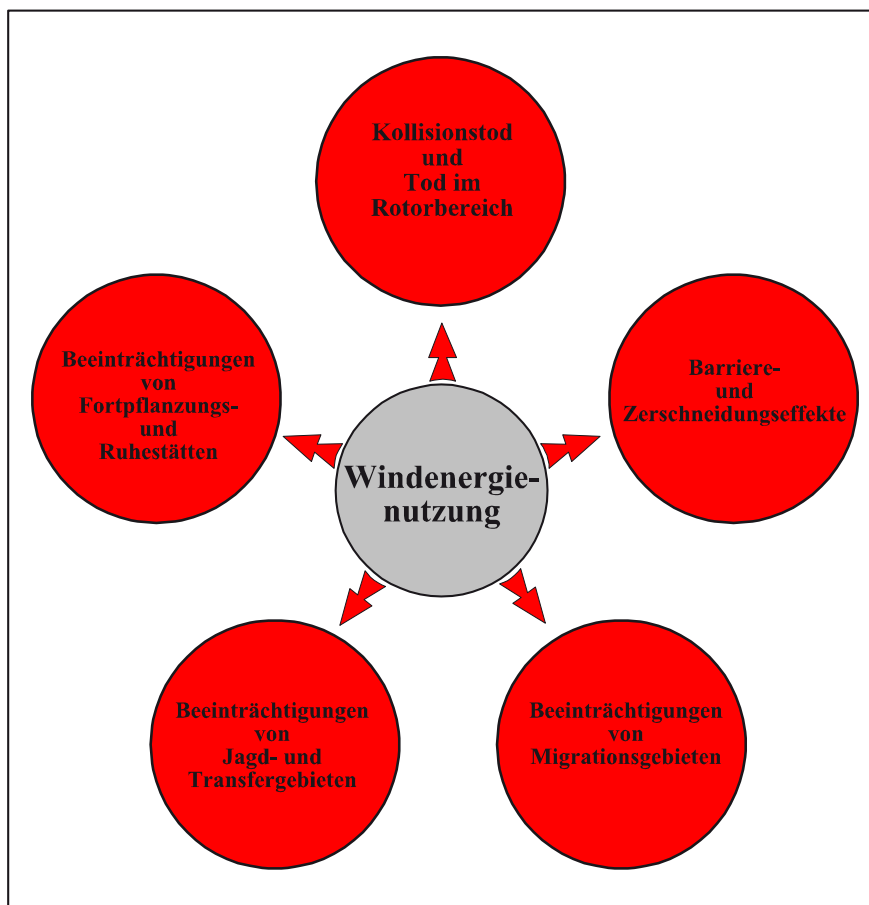 Kollisionstod
und
Tod im
Rotorbereich
Beeinträchtigungen
von
Fortpflanzungs-
und
Ruhestätten
Barriere-
und
Zerschneidungseffekte
Windenergie-
nutzung
Beeinträchtigungen
von
Jagd- und
Transfergebieten
Beeinträchtigungen
von
Migrationsgebieten